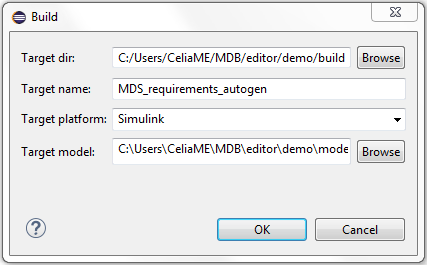 Build
Target dir: C:/Users/CeliaME/MDB/editor/demo/build Browse
Target name: MDS_requirements_autogen
Target platform: Simulink
Target model: C:\Users\CeliaME\MDB\editor\demo\mode Browse
? OK Cancel